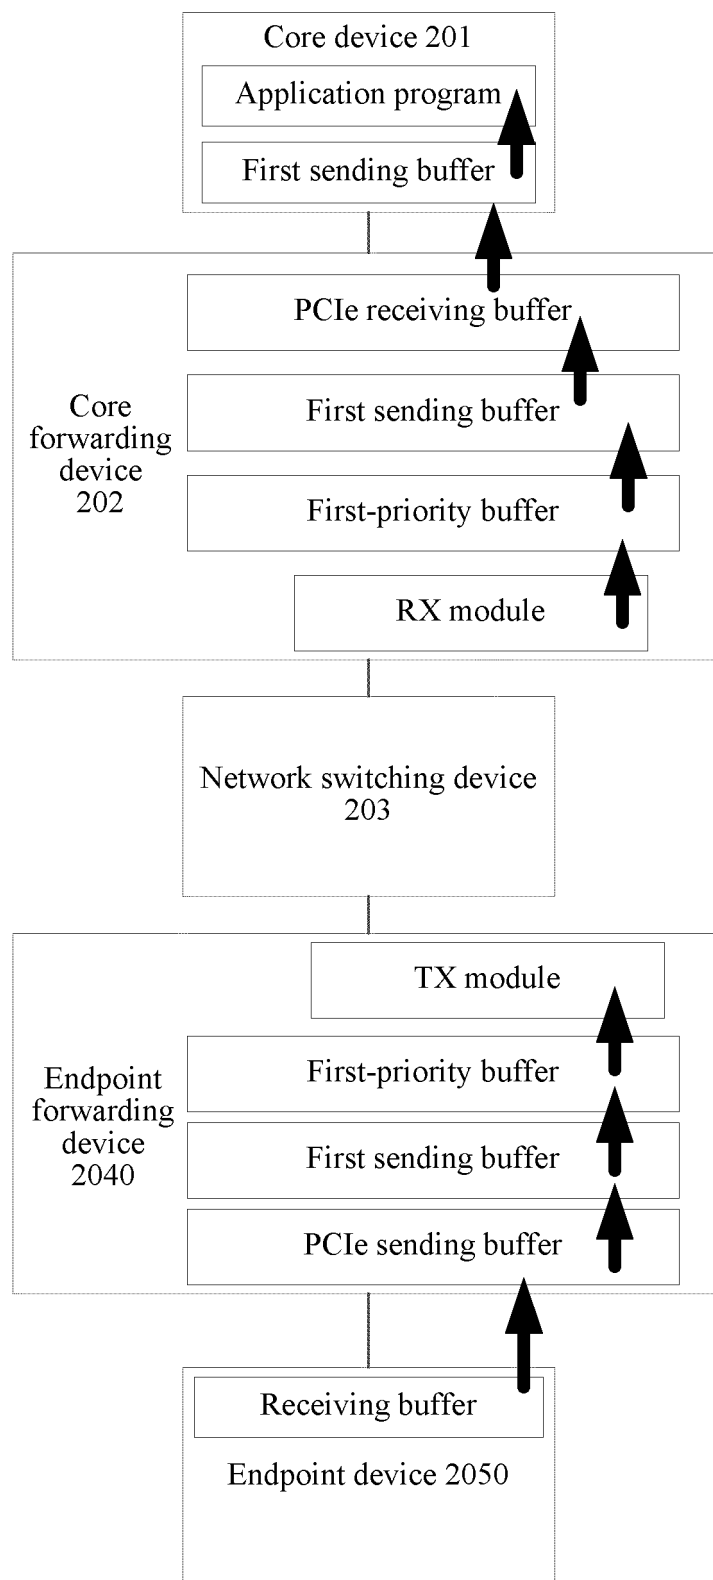 Core device 201
Application program
First sending buffer
PCIe receiving buffer
Core
forwarding
device
202
First sending buffer
First-priority buffer
RX module
Network switching device
203
TX module
Endpoint
forwarding
device
2040
First-priority buffer
First sending buffer
PCIe sending buffer
Receiving buffer
Endpoint device 2050